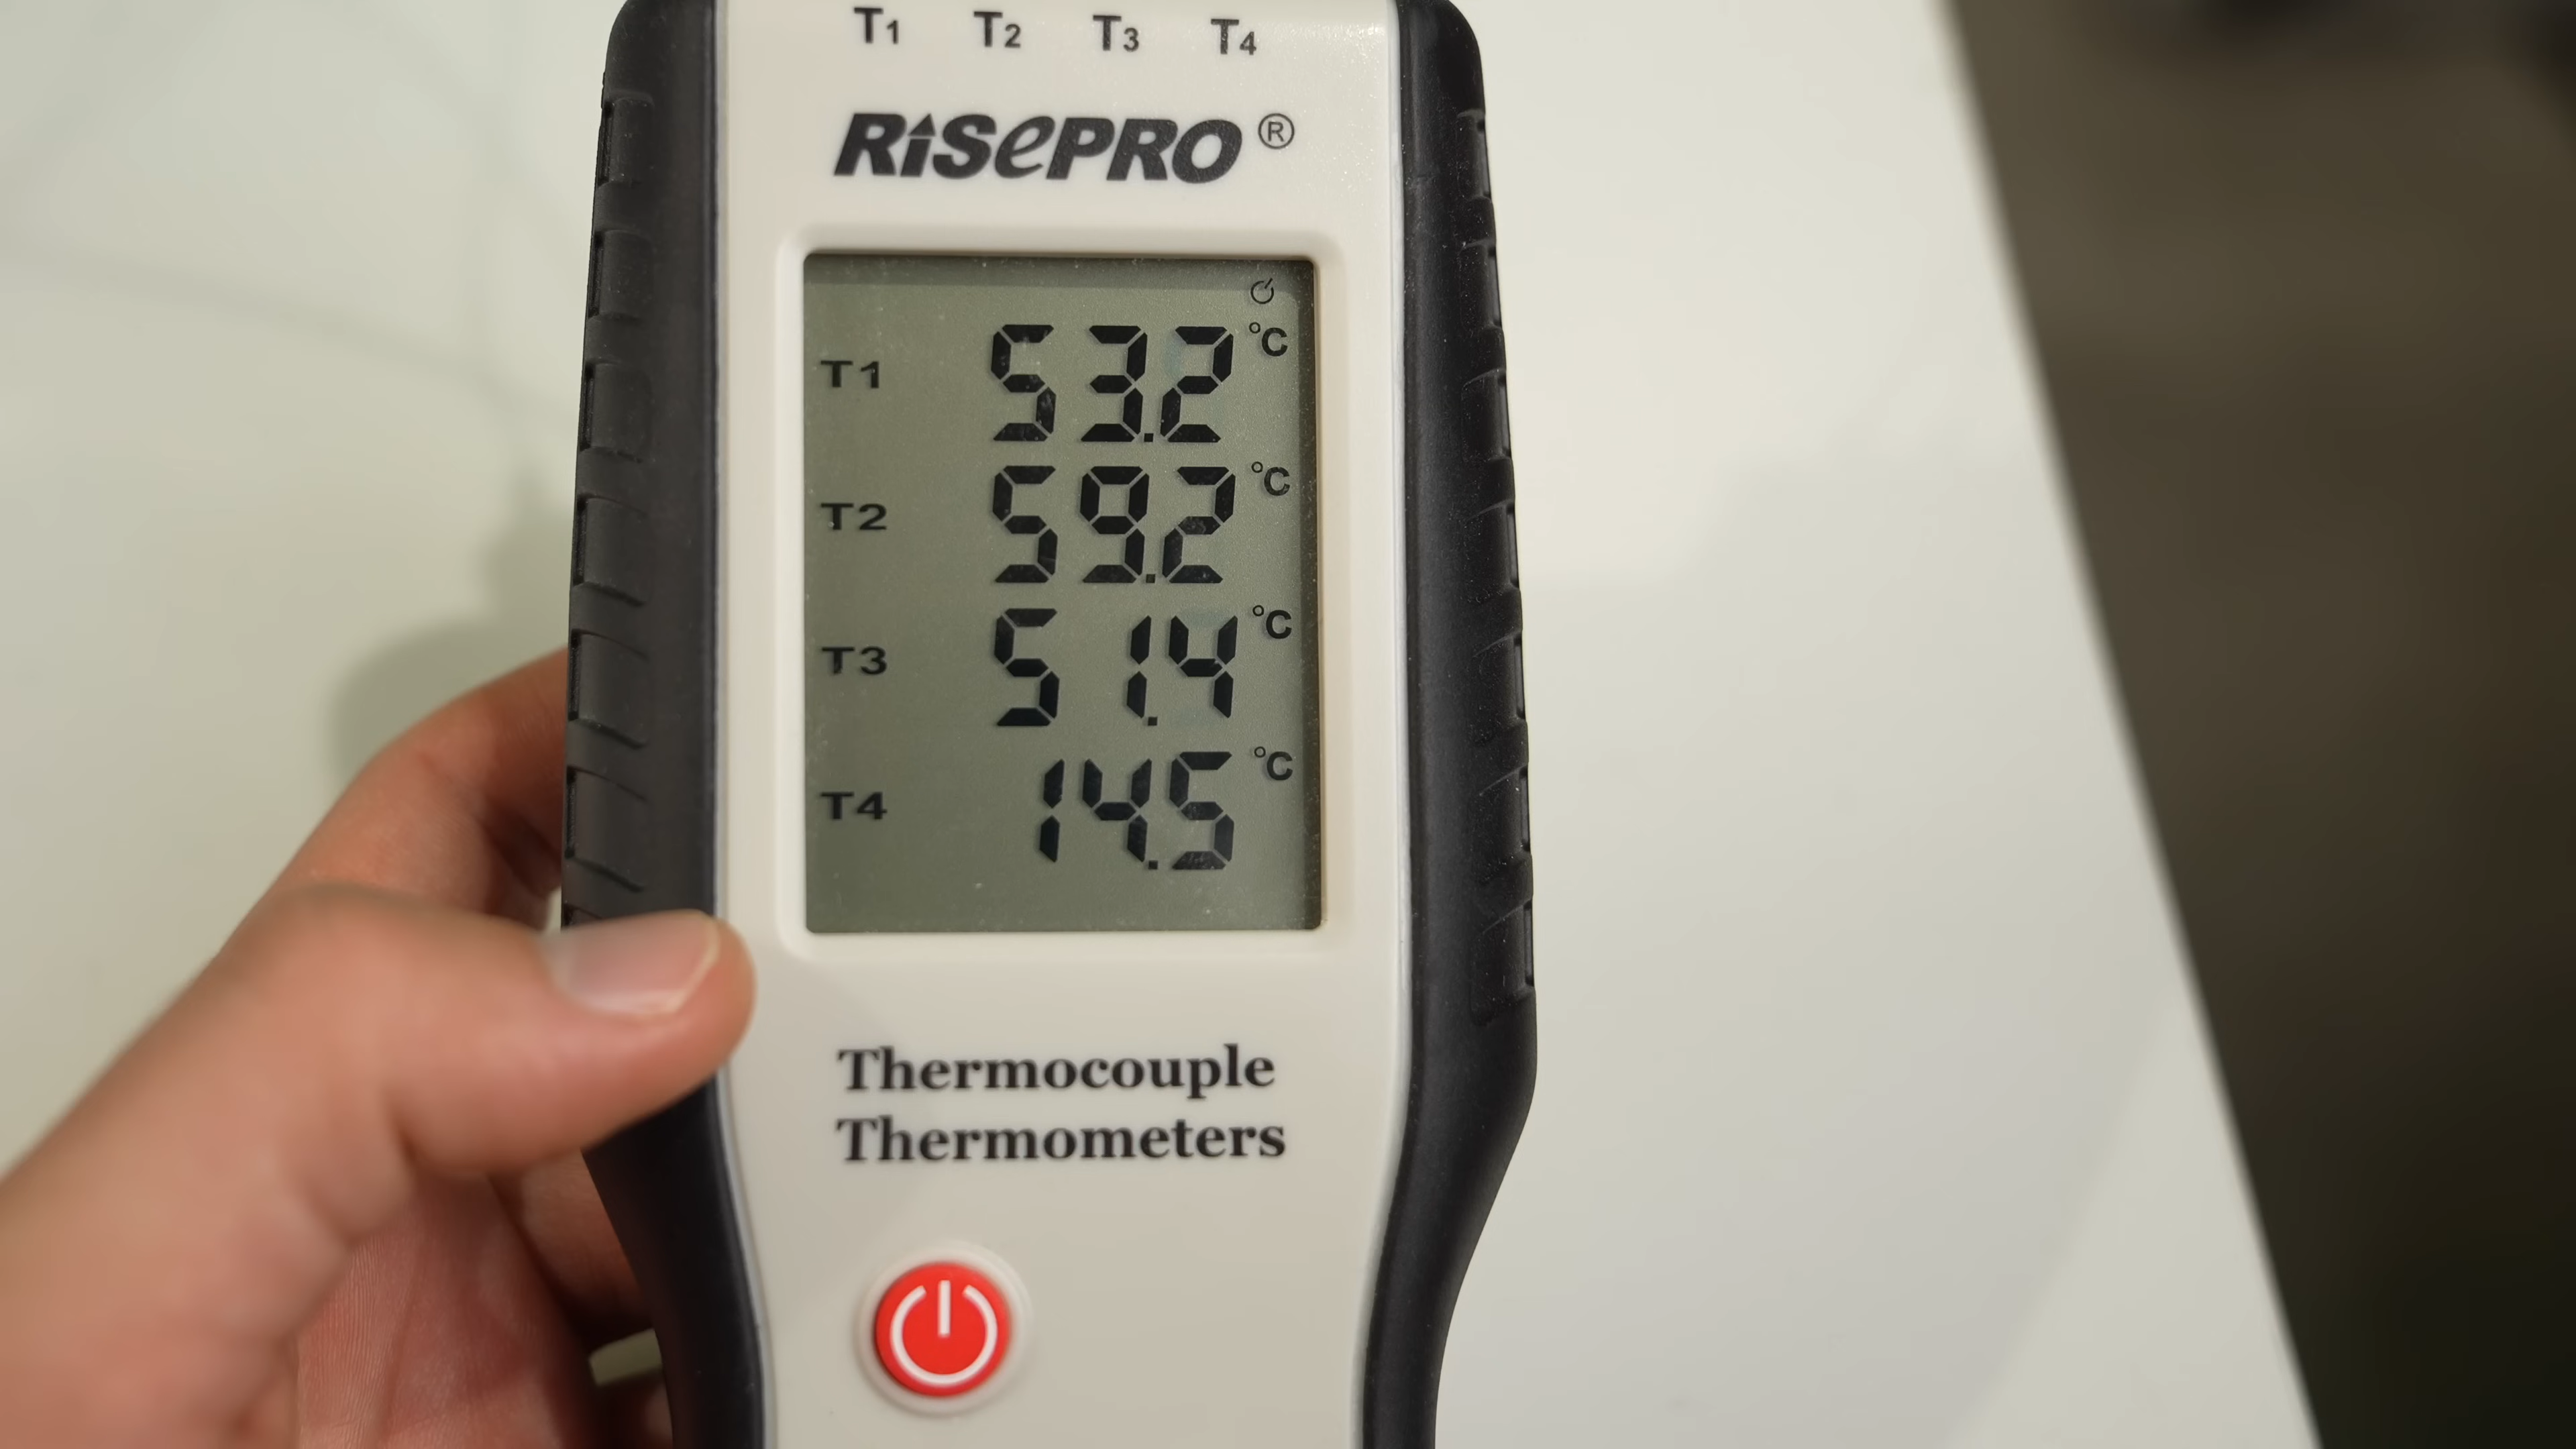 T1 T2 T3 T4
RiSePRO ®
T1 53.2 °C
T2 59.2 °C
T3 51.4 °C
T4 14.5 °C
Thermocouple
Thermometers